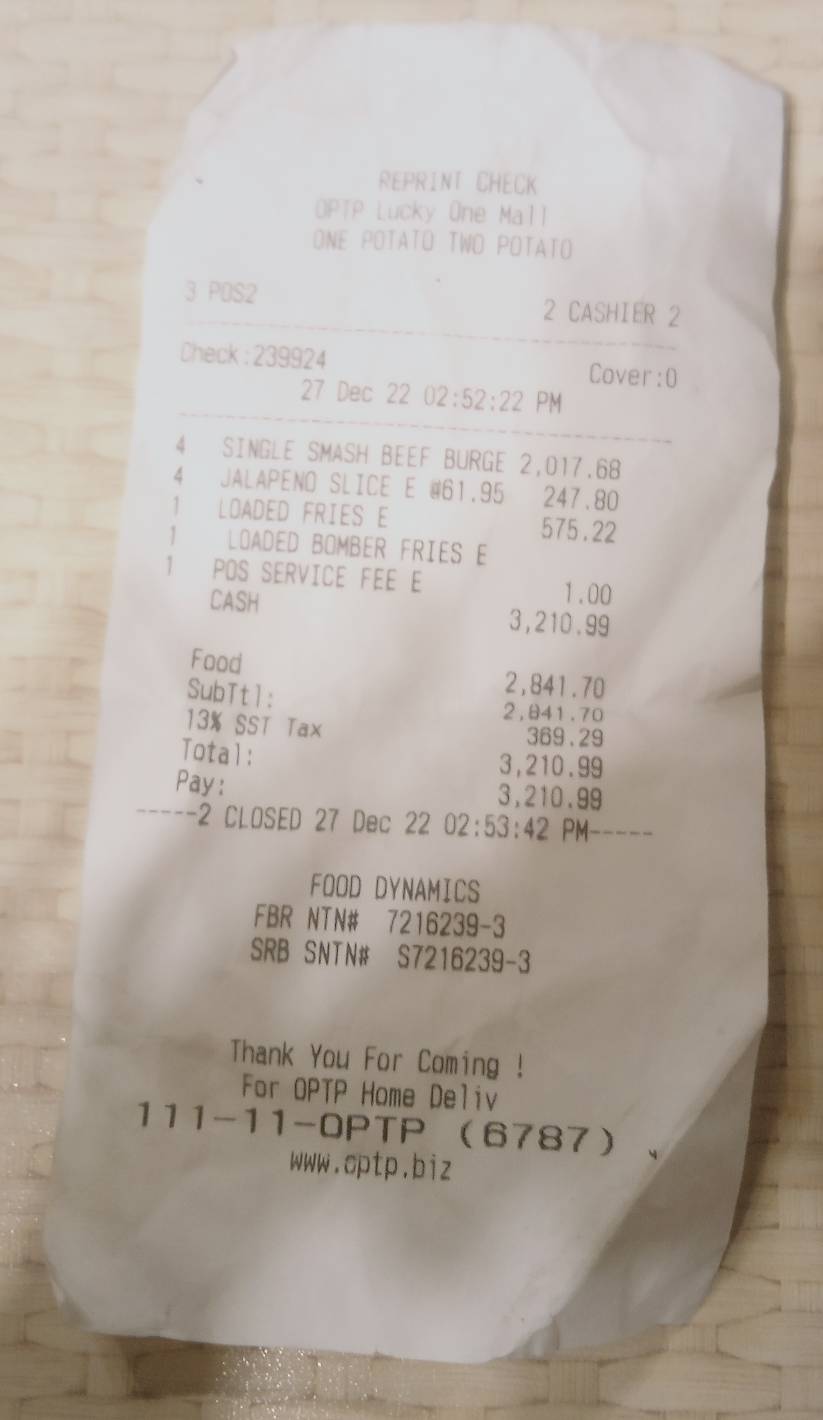 REPRINT CHECK
OPTP Lucky One Mall
ONE POTATO TWO POTATO
3 POS2 2 CASHIER 2
Check:239924 Cover:0
27 Dec 22 02:52:22 PM
4 SINGLE SMASH BEEF BURGE 2,017.68
4 JALAPENO SLICE E @61.95 247.80
1 LOADED FRIES E 575.22
1 LOADED BOMBER FRIES E
1 POS SERVICE FEE E 1.00
CASH 3,210.99
Food 2,841.70
SubTtl: 2,841.70
13% SST Tax 369.29
Total: 3,210.99
Pay: 3,210.99
-----2 CLOSED 27 Dec 22 02:53:42 PM-----
FOOD DYNAMICS
FBR NTN# 7216239-3
SRB SNTN# S7216239-3
Thank You For Coming !
For OPTP Home Deliv
111-11-OPTP (6787)
www.optp.biz